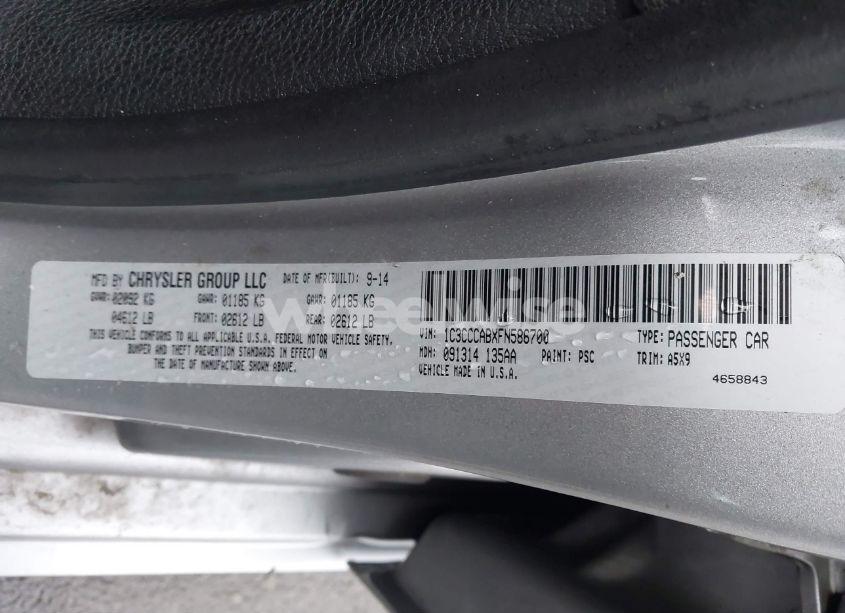 MFD BY CHRYSLER GROUP LLC DATE OF MFR(BUILT): 9-14
GVWR: 02092 KG GAWR: 01185 KG GAWR: 01185 KG
04612 LB FRONT: 02612 LB REAR: 02612 LB
THIS VEHICLE CONFORMS TO ALL APPLICABLE U.S.A. FEDERAL MOTOR VEHICLE SAFETY,
BUMPER AND THEFT PREVENTION STANDARDS IN EFFECT ON
THE DATE OF MANUFACTURE SHOWN ABOVE.
VIN: 1C3CCCABXFN586700 TYPE: PASSENGER CAR
MDH: 091314 135AA PAINT: PSC TRIM: A5X9
VEHICLE MADE IN U.S.A.
4658843